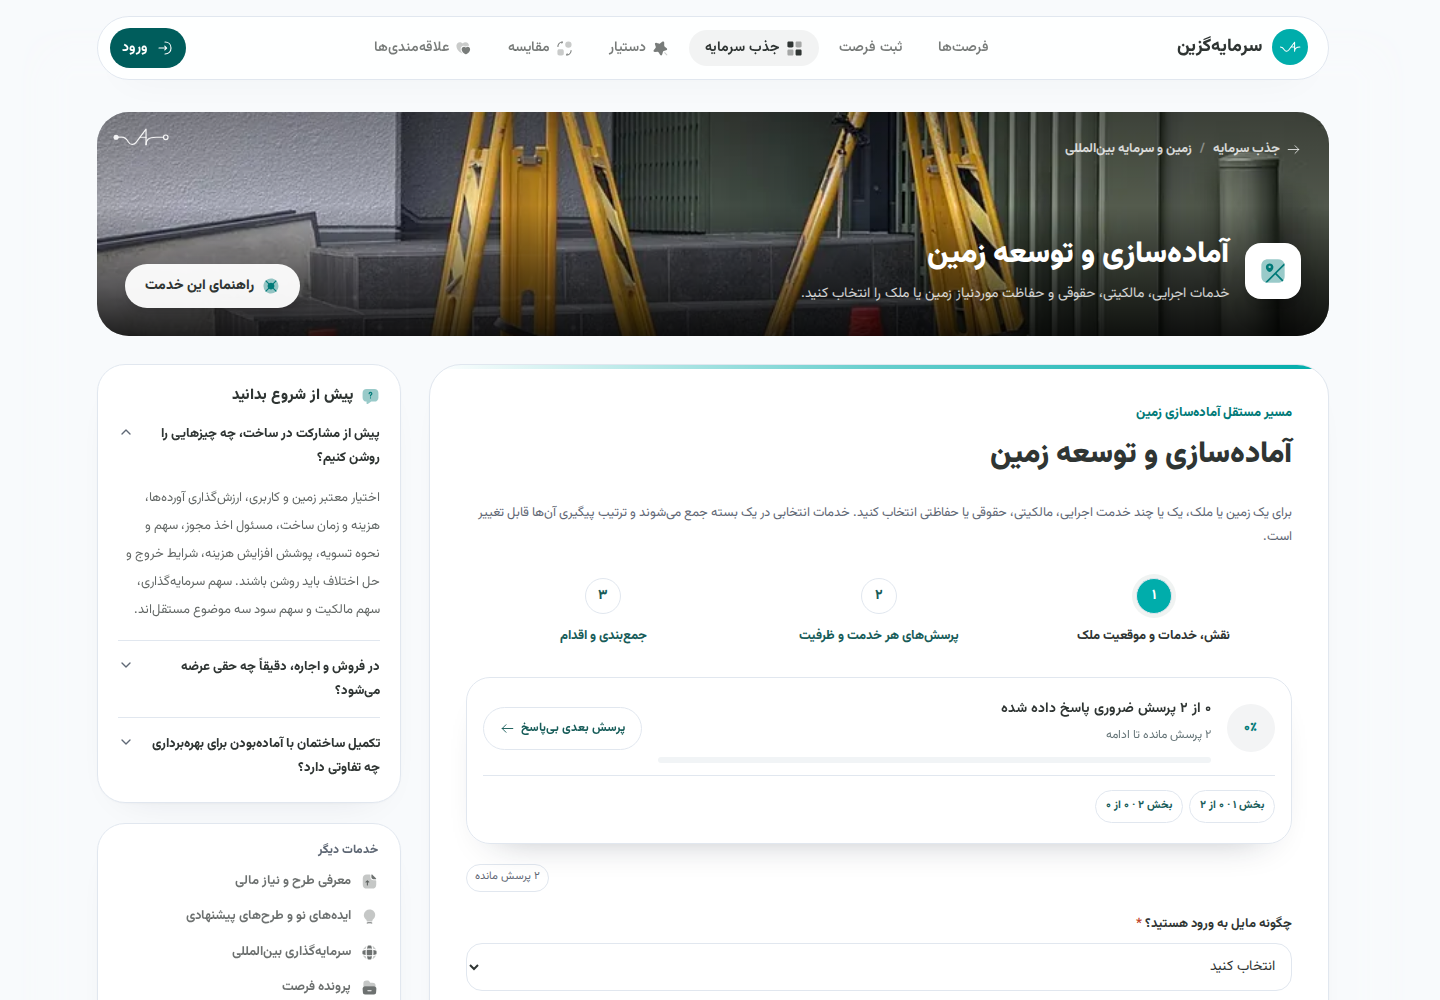 سرمایه‌گزین
فرصت‌ها
ثبت فرصت
جذب سرمایه
دستیار
مقایسه
علاقه‌مندی‌ها
ورود
جذب سرمایه / زمین و سرمایه بین‌المللی
آماده‌سازی و توسعه زمین
خدمات اجرایی، مالکیتی، حقوقی و حفاظت موردنیاز زمین یا ملک را انتخاب کنید.
راهنمای این خدمت
مسیر مستقل آماده‌سازی زمین
آماده‌سازی و توسعه زمین
برای یک زمین یا ملک، یک یا چند خدمت اجرایی، مالکیتی، حقوقی یا حفاظتی انتخاب کنید. خدمات انتخابی در یک بسته جمع می‌شوند و ترتیب پیگیری آن‌ها قابل تغییر
است.
۱
نقش، خدمات و موقعیت ملک
۲
پرسش‌های هر خدمت و ظرفیت
۳
جمع‌بندی و اقدام
۰٪
۰ از ۲ پرسش ضروری پاسخ داده شده
۲ پرسش مانده تا ادامه
پرسش بعدی بی‌پاسخ
بخش ۱ · ۰ از ۲
بخش ۲ · ۰ از ۰
۲ پرسش مانده
چگونه مایل به ورود هستید؟ *
انتخاب کنید
پیش از شروع بدانید
پیش از مشارکت در ساخت، چه چیزهایی را
روشن کنیم؟
اختیار معتبر زمین و کاربری، ارزش‌گذاری آورده‌ها،
هزینه و زمان ساخت، مسئول اخذ مجوز، سهم و
نحوه تسویه، پوشش افزایش هزینه، شرایط خروج و
حل اختلاف باید روشن باشند. سهم سرمایه‌گذاری،
سهم مالکیت و سهم سود سه موضوع مستقل‌اند.
در فروش و اجاره، دقیقاً چه حقی عرضه
می‌شود؟
تکمیل ساختمان با آماده‌بودن برای بهره‌برداری
چه تفاوتی دارد؟
خدمات دیگر
معرفی طرح و نیاز مالی
ایده‌های نو و طرح‌های پیشنهادی
سرمایه‌گذاری بین‌المللی
پرونده فرصت